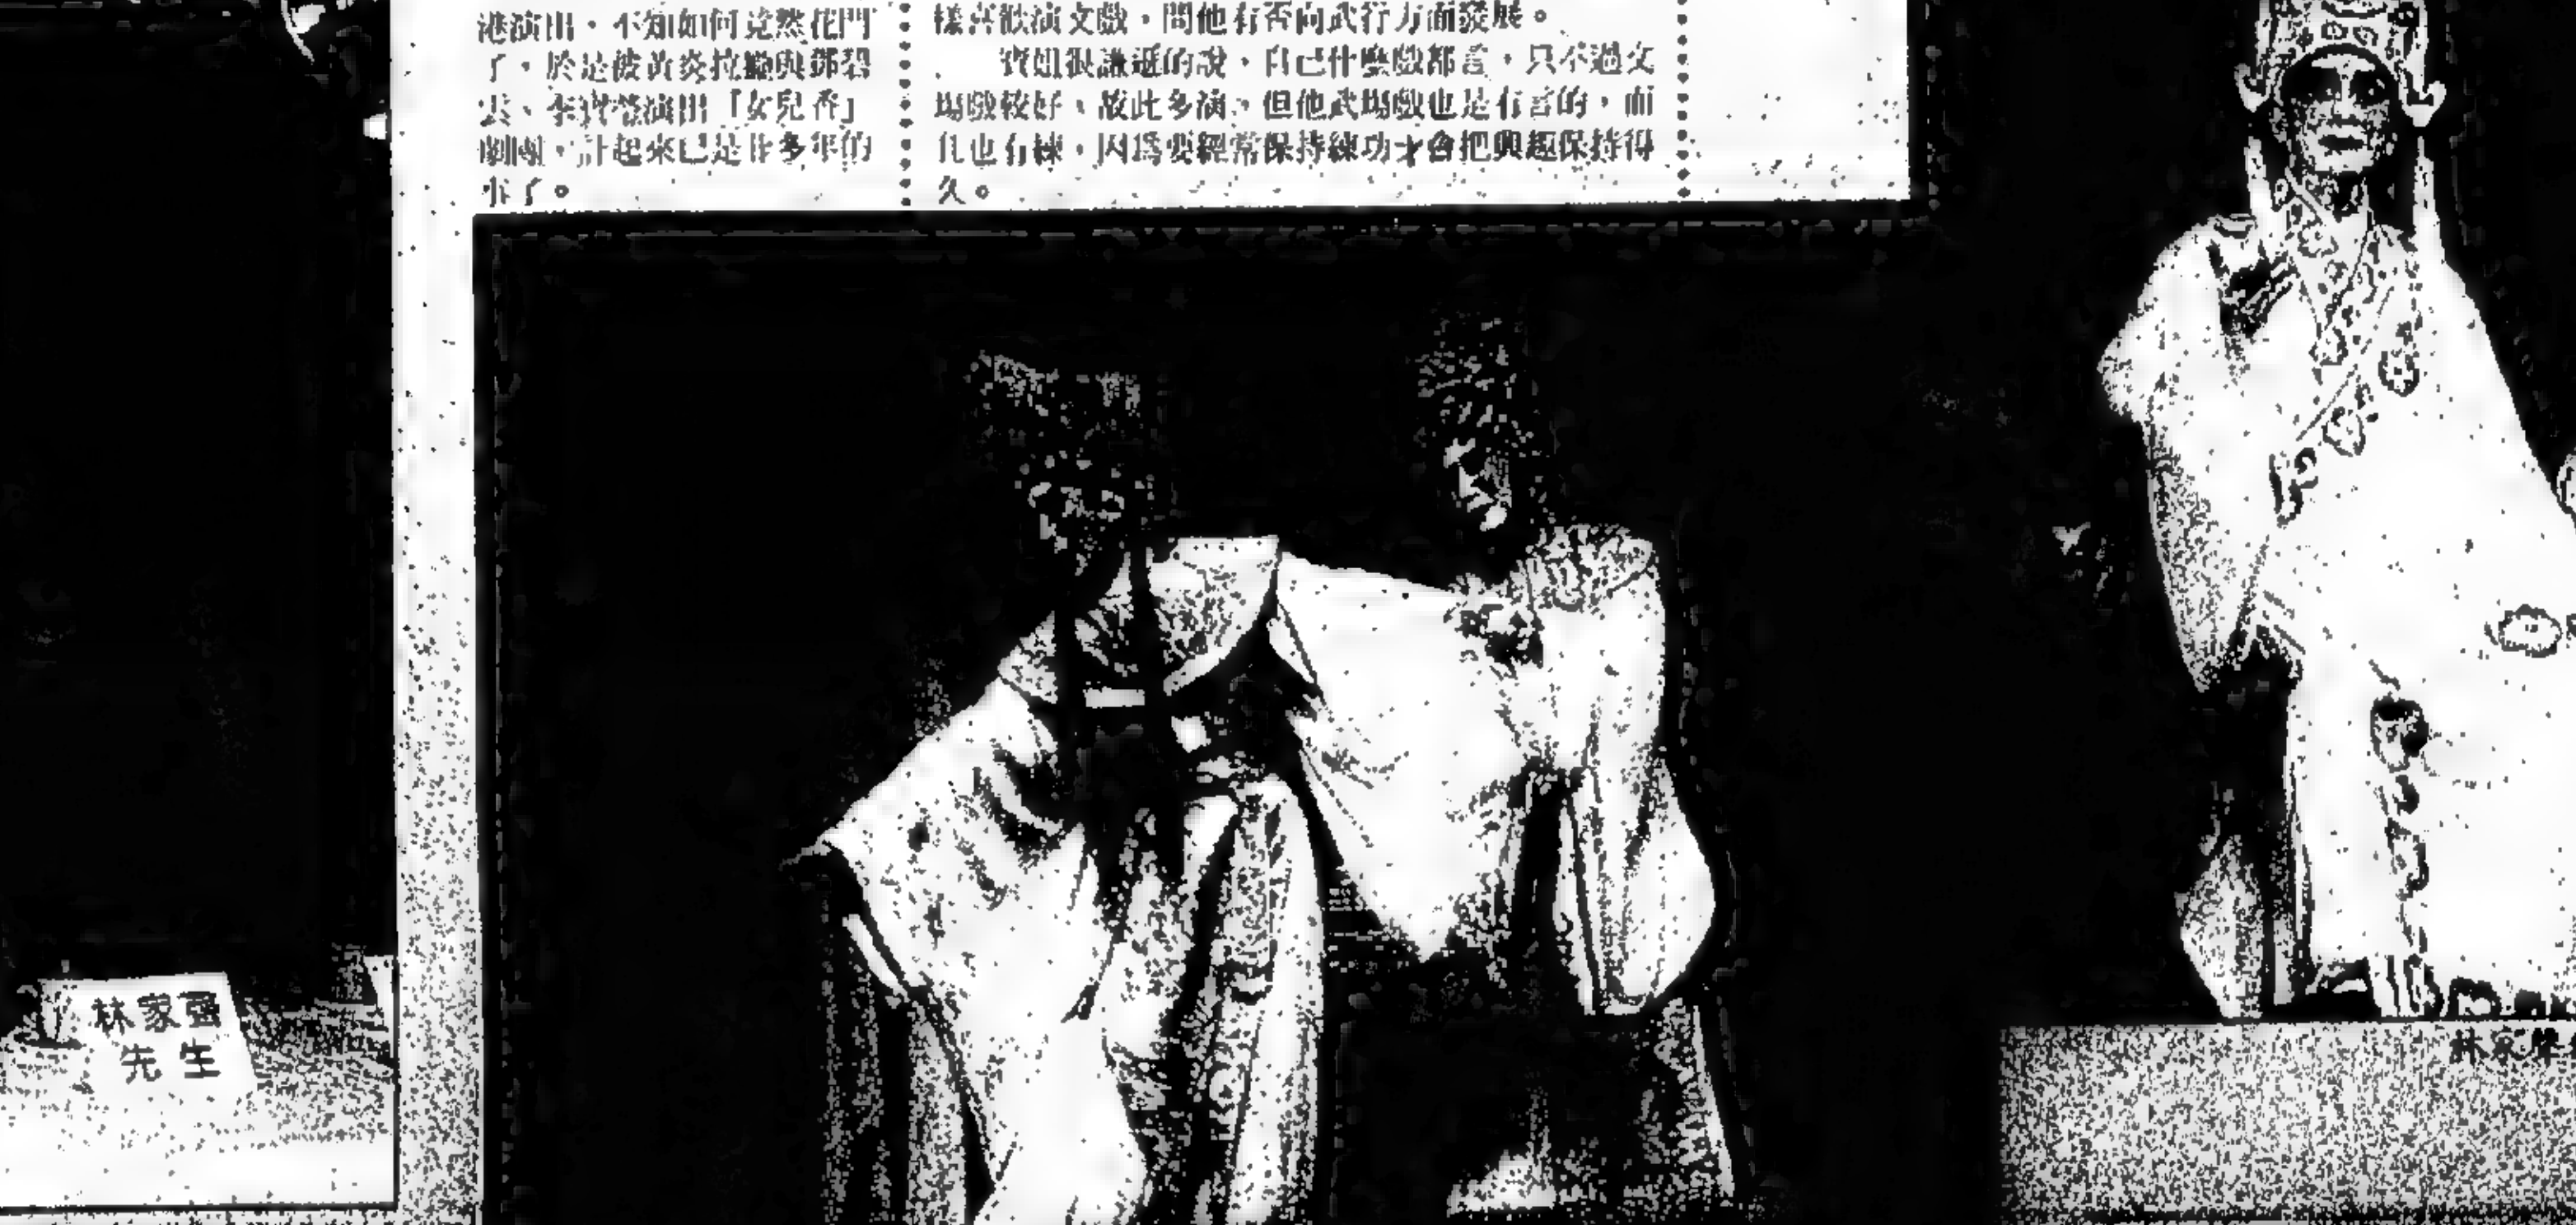 港演出,不知如何竟然花門
了,於是被黃炎拉攏與鄧碧
雲、李寶瑩演出「女兒香」
劇團,計起來已是廿多年的
事了。
樣喜歡演文戲,問他有否向武行方面發展。
寶姐很謙遜的說,自己什麼戲都喜,只不過文
場戲較好,故此多演,但他武場戲也是有喜的,而
且也有練,因為要經常保持練功才會把興趣保持得
久。
林家強
先生
林家聲